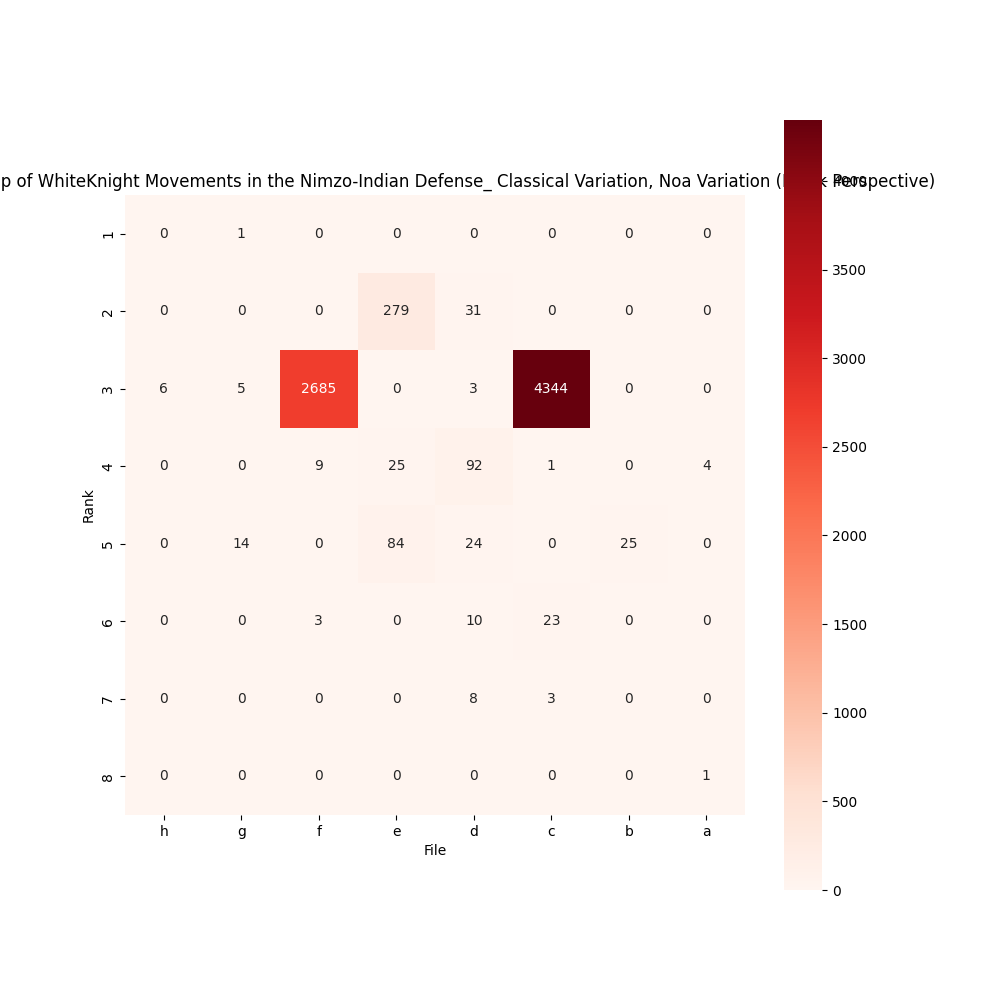 p of WhiteKnight Movements in the Nimzo-Indian Defense_ Classical Variation, Noa Variation ( Perspective)
4000
1 0 1 0 0 0 0 0 0
3500
2 0 0 0 279 31 0 0 0
3000
3 6 5 2685 0 3 4344 0 0
2500
4 0 0 9 25 92 1 0 4
Rank
2000
5 0 14 0 84 24 0 25 0
1500
6 0 0 3 0 10 23 0 0
1000
7 0 0 0 0 8 3 0 0
8 0 0 0 0 0 0 0 1
500
h g f e d c b a
File
0